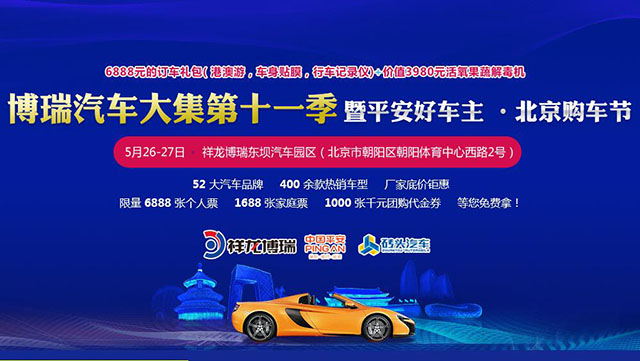 6888元的订车礼包(港澳游，车身贴膜，行车记录仪)+价值3980元活氧果蔬解毒机
博瑞汽车大集第十一季 暨平安好车主 · 北京购车节
5月26-27日 · 祥龙博瑞东坝汽车园区（北京市朝阳区朝阳体育中心西路2号）
52 大汽车品牌 400 余款热销车型 厂家底价钜惠
限量 6888 张个人票 1688 张家庭票 1000 张千元团购代金券 等您免费拿！
祥龙博瑞 中国平安 PING AN 码头汽车